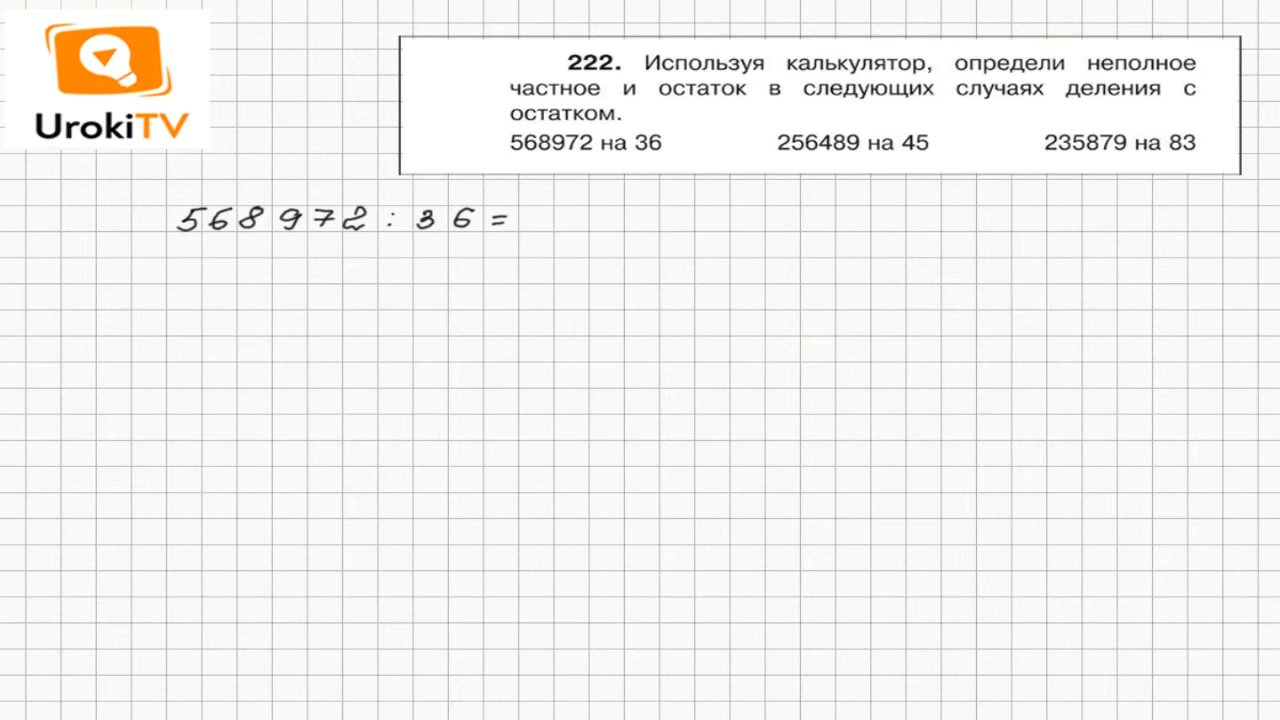 UrokiTV
222. Используя калькулятор, определи неполное
частное и остаток в следующих случаях деления с
остатком.
568972 на 36 256489 на 45 235879 на 83
568972 : 36 =